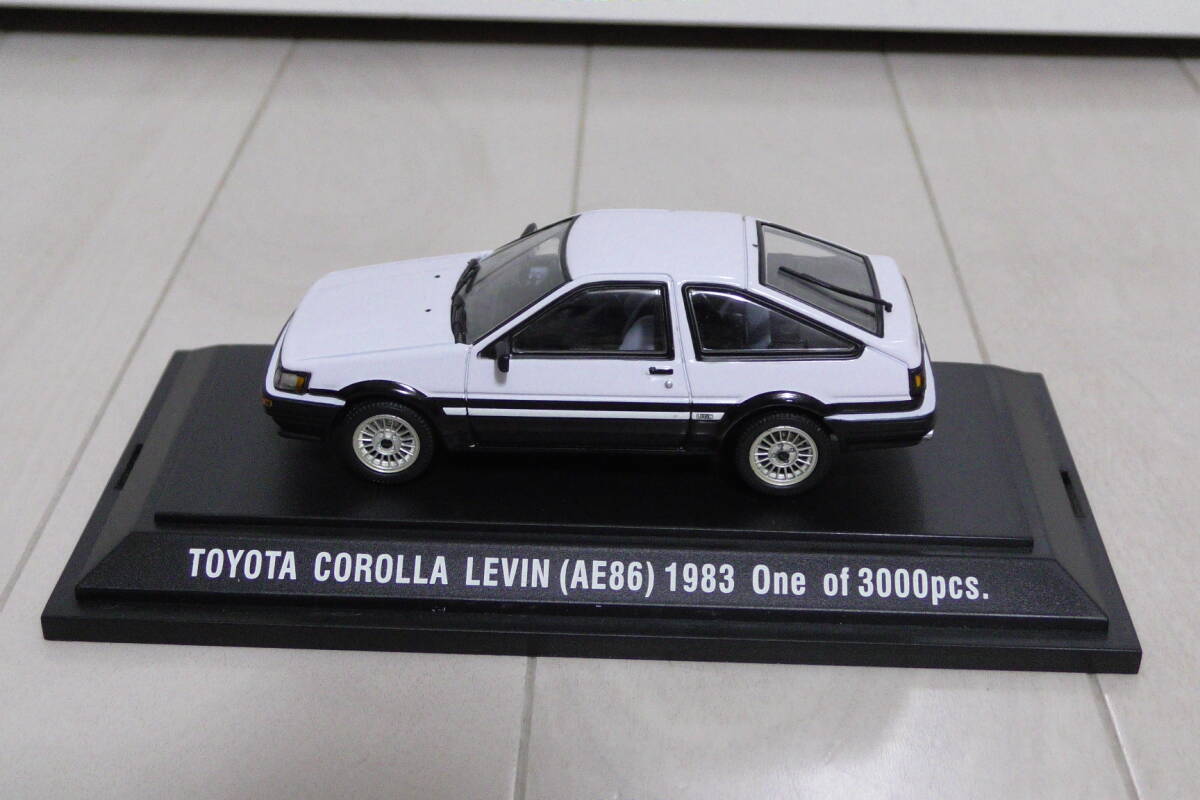 TOYOTA COROLLA LEVIN (AE86) 1983 One of 3000pcs.